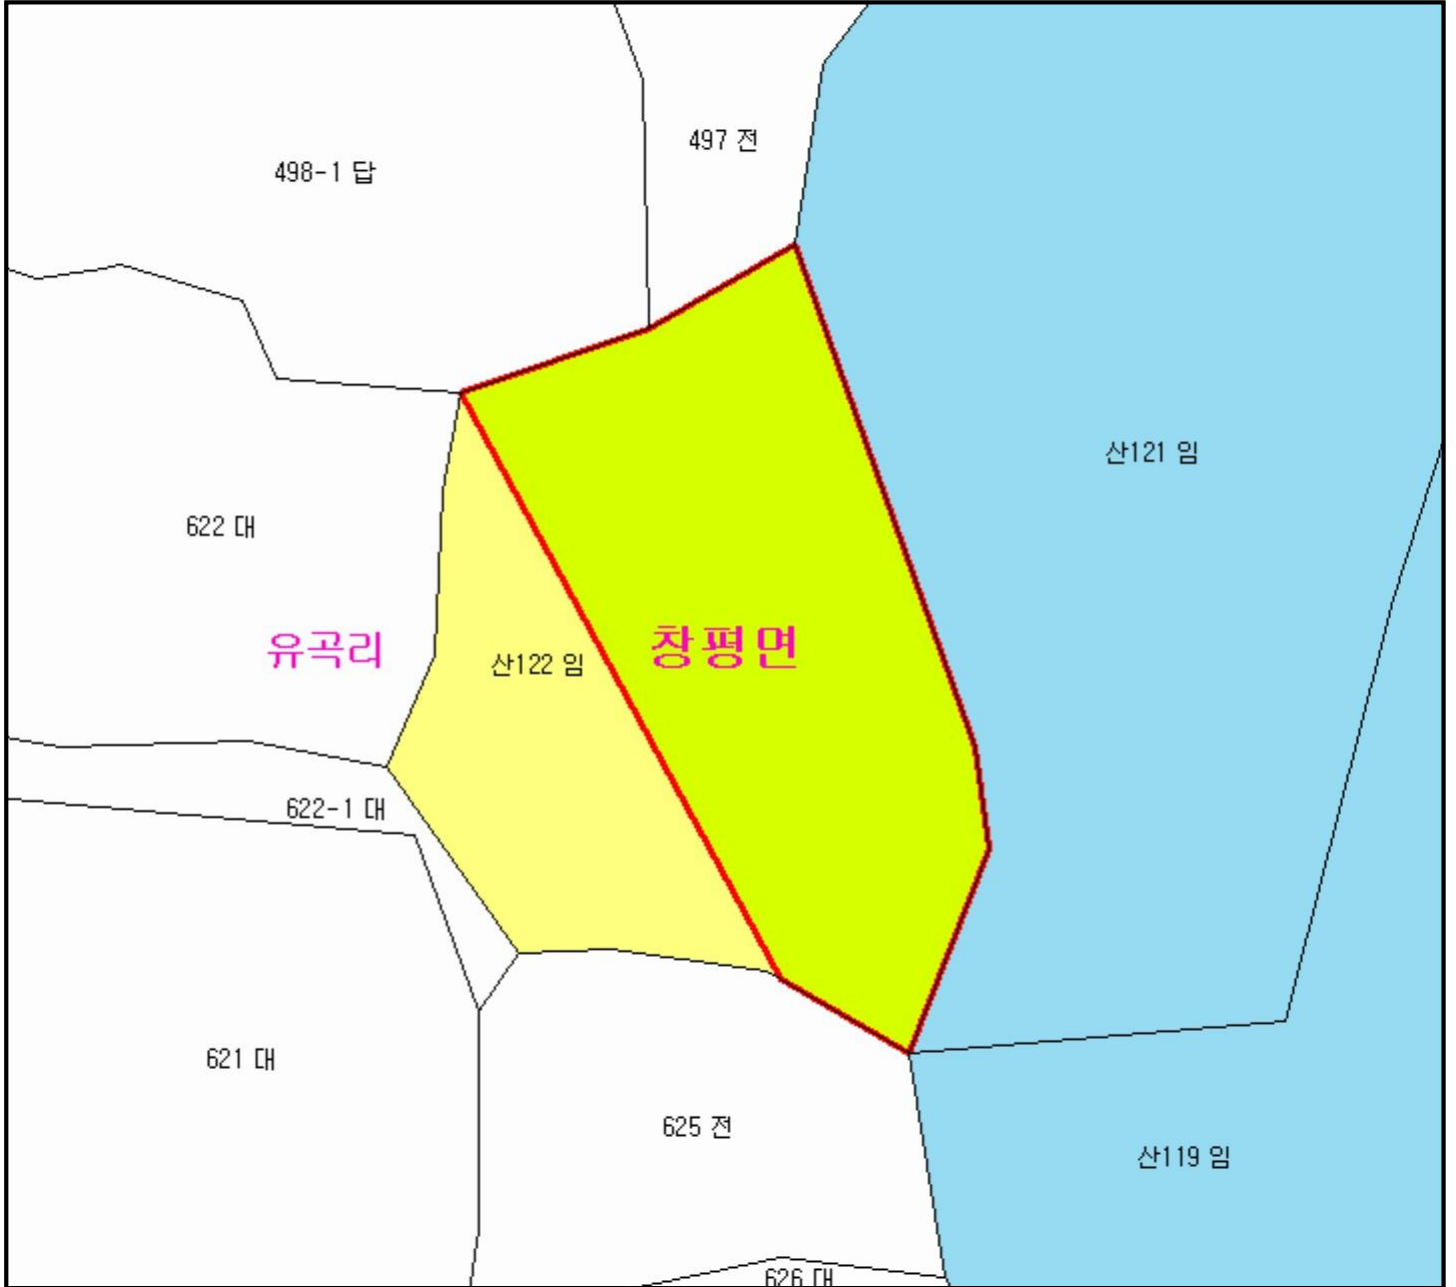 497 전
498-1 답
산121 임
622 대
유곡리
산122 임
창평면
622-1 대
621 대
625 전
산119 임
626 대